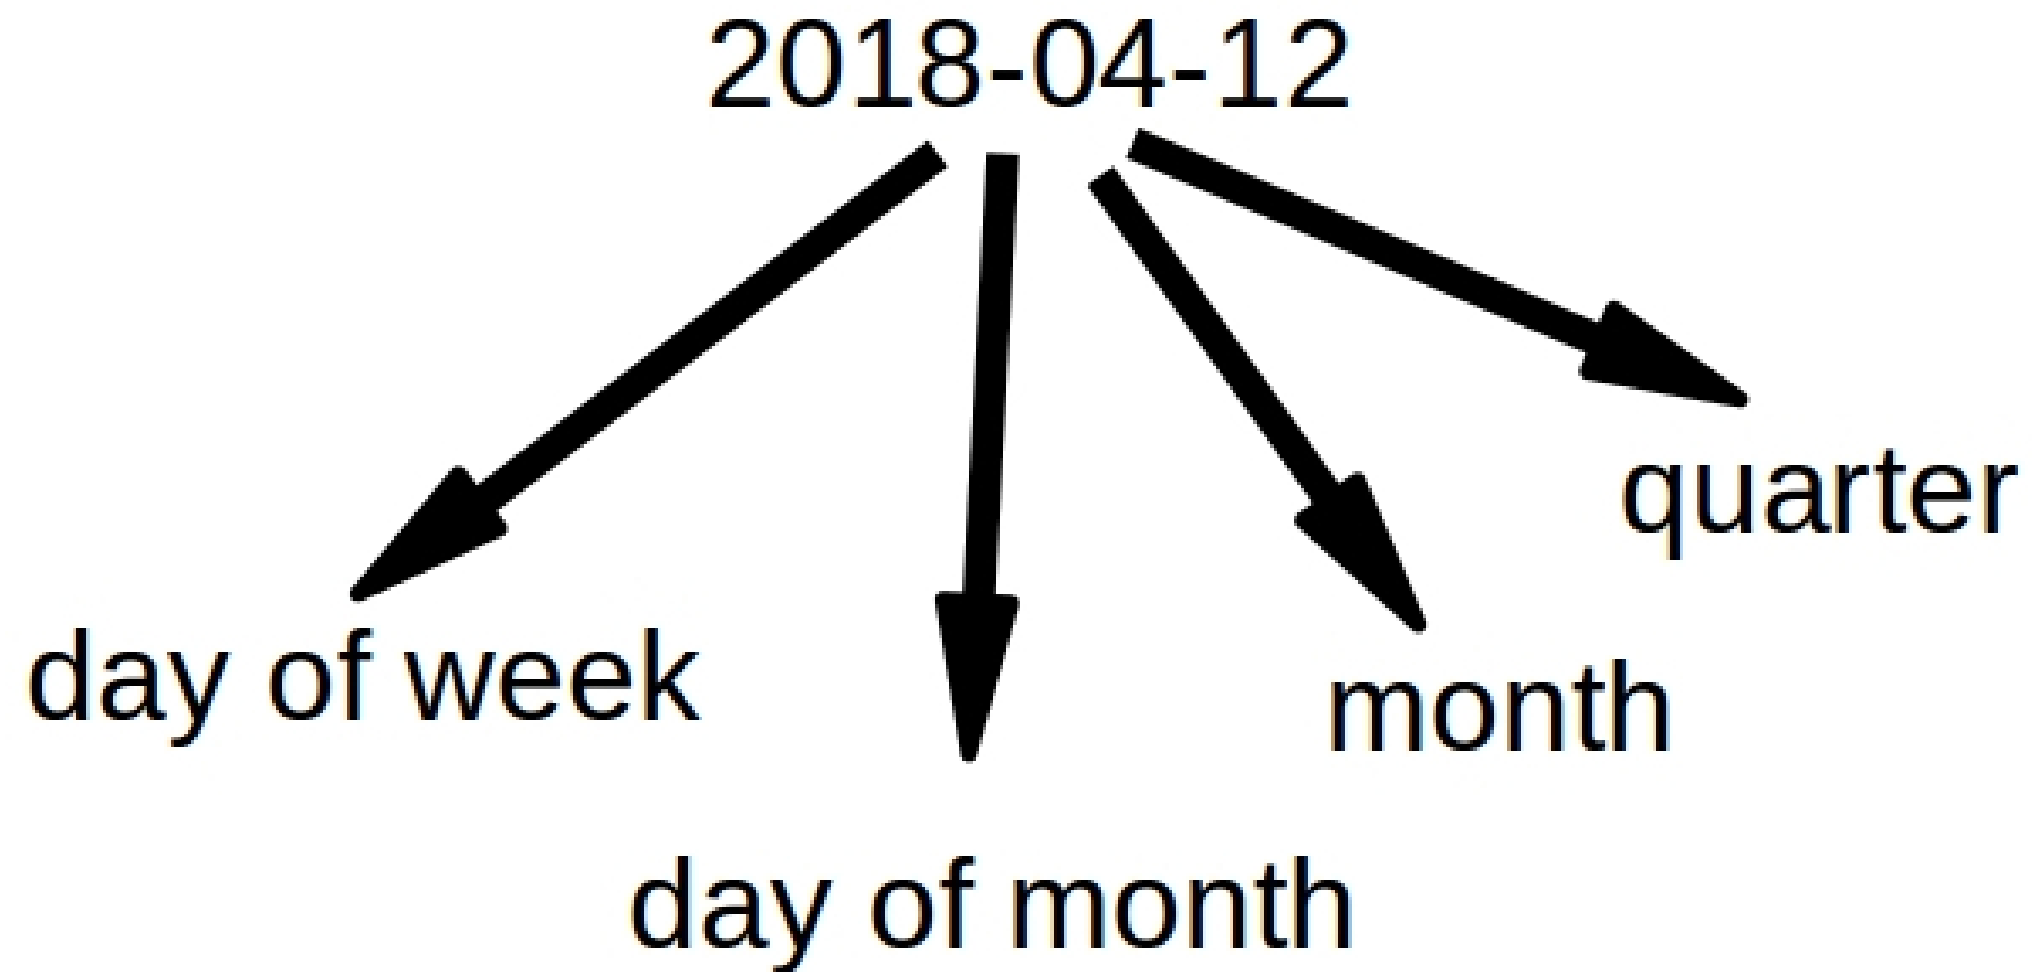 2018-04-12
quarter
day of week
month
day of month